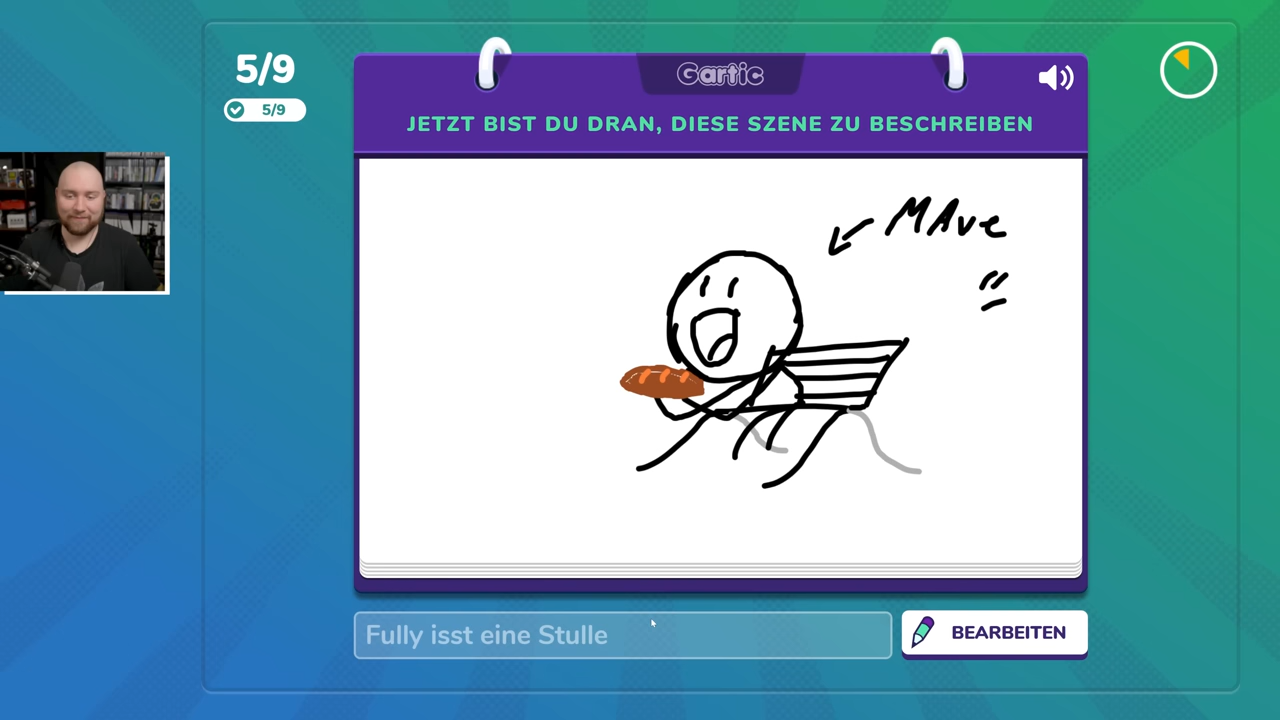 5/9
5/9
Gartic
JETZT BIST DU DRAN, DIESE SZENE ZU BESCHREIBEN
MAve
Fully isst eine Stulle
BEARBEITEN